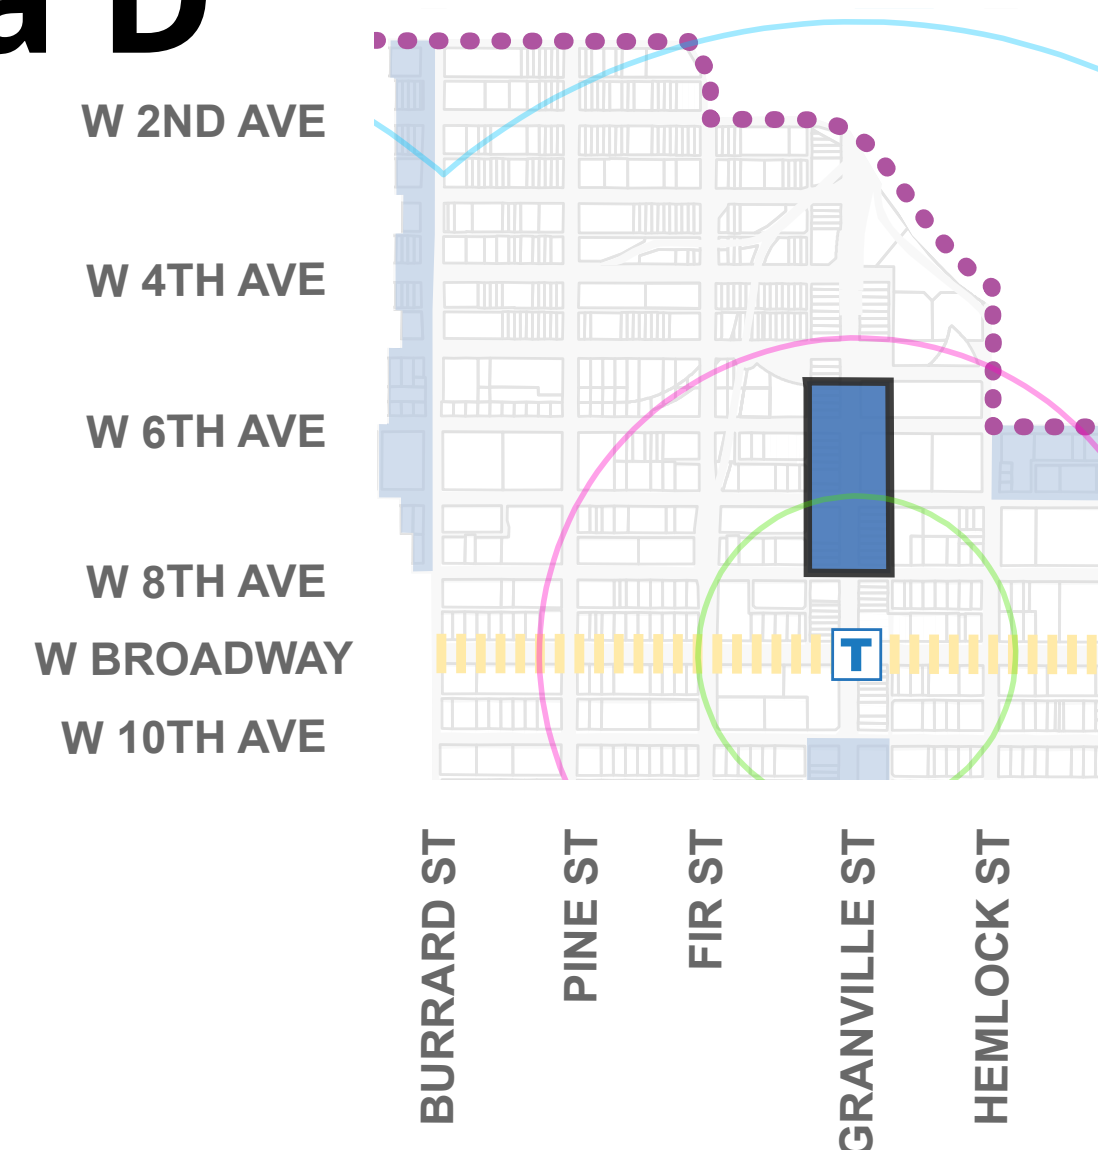 a D
W 2ND AVE
W 4TH AVE
W 6TH AVE
W 8TH AVE
W BROADWAY
T
W 10TH AVE
BURRARD ST
PINE ST
FIR ST
GRANVILLE ST
HEMLOCK ST